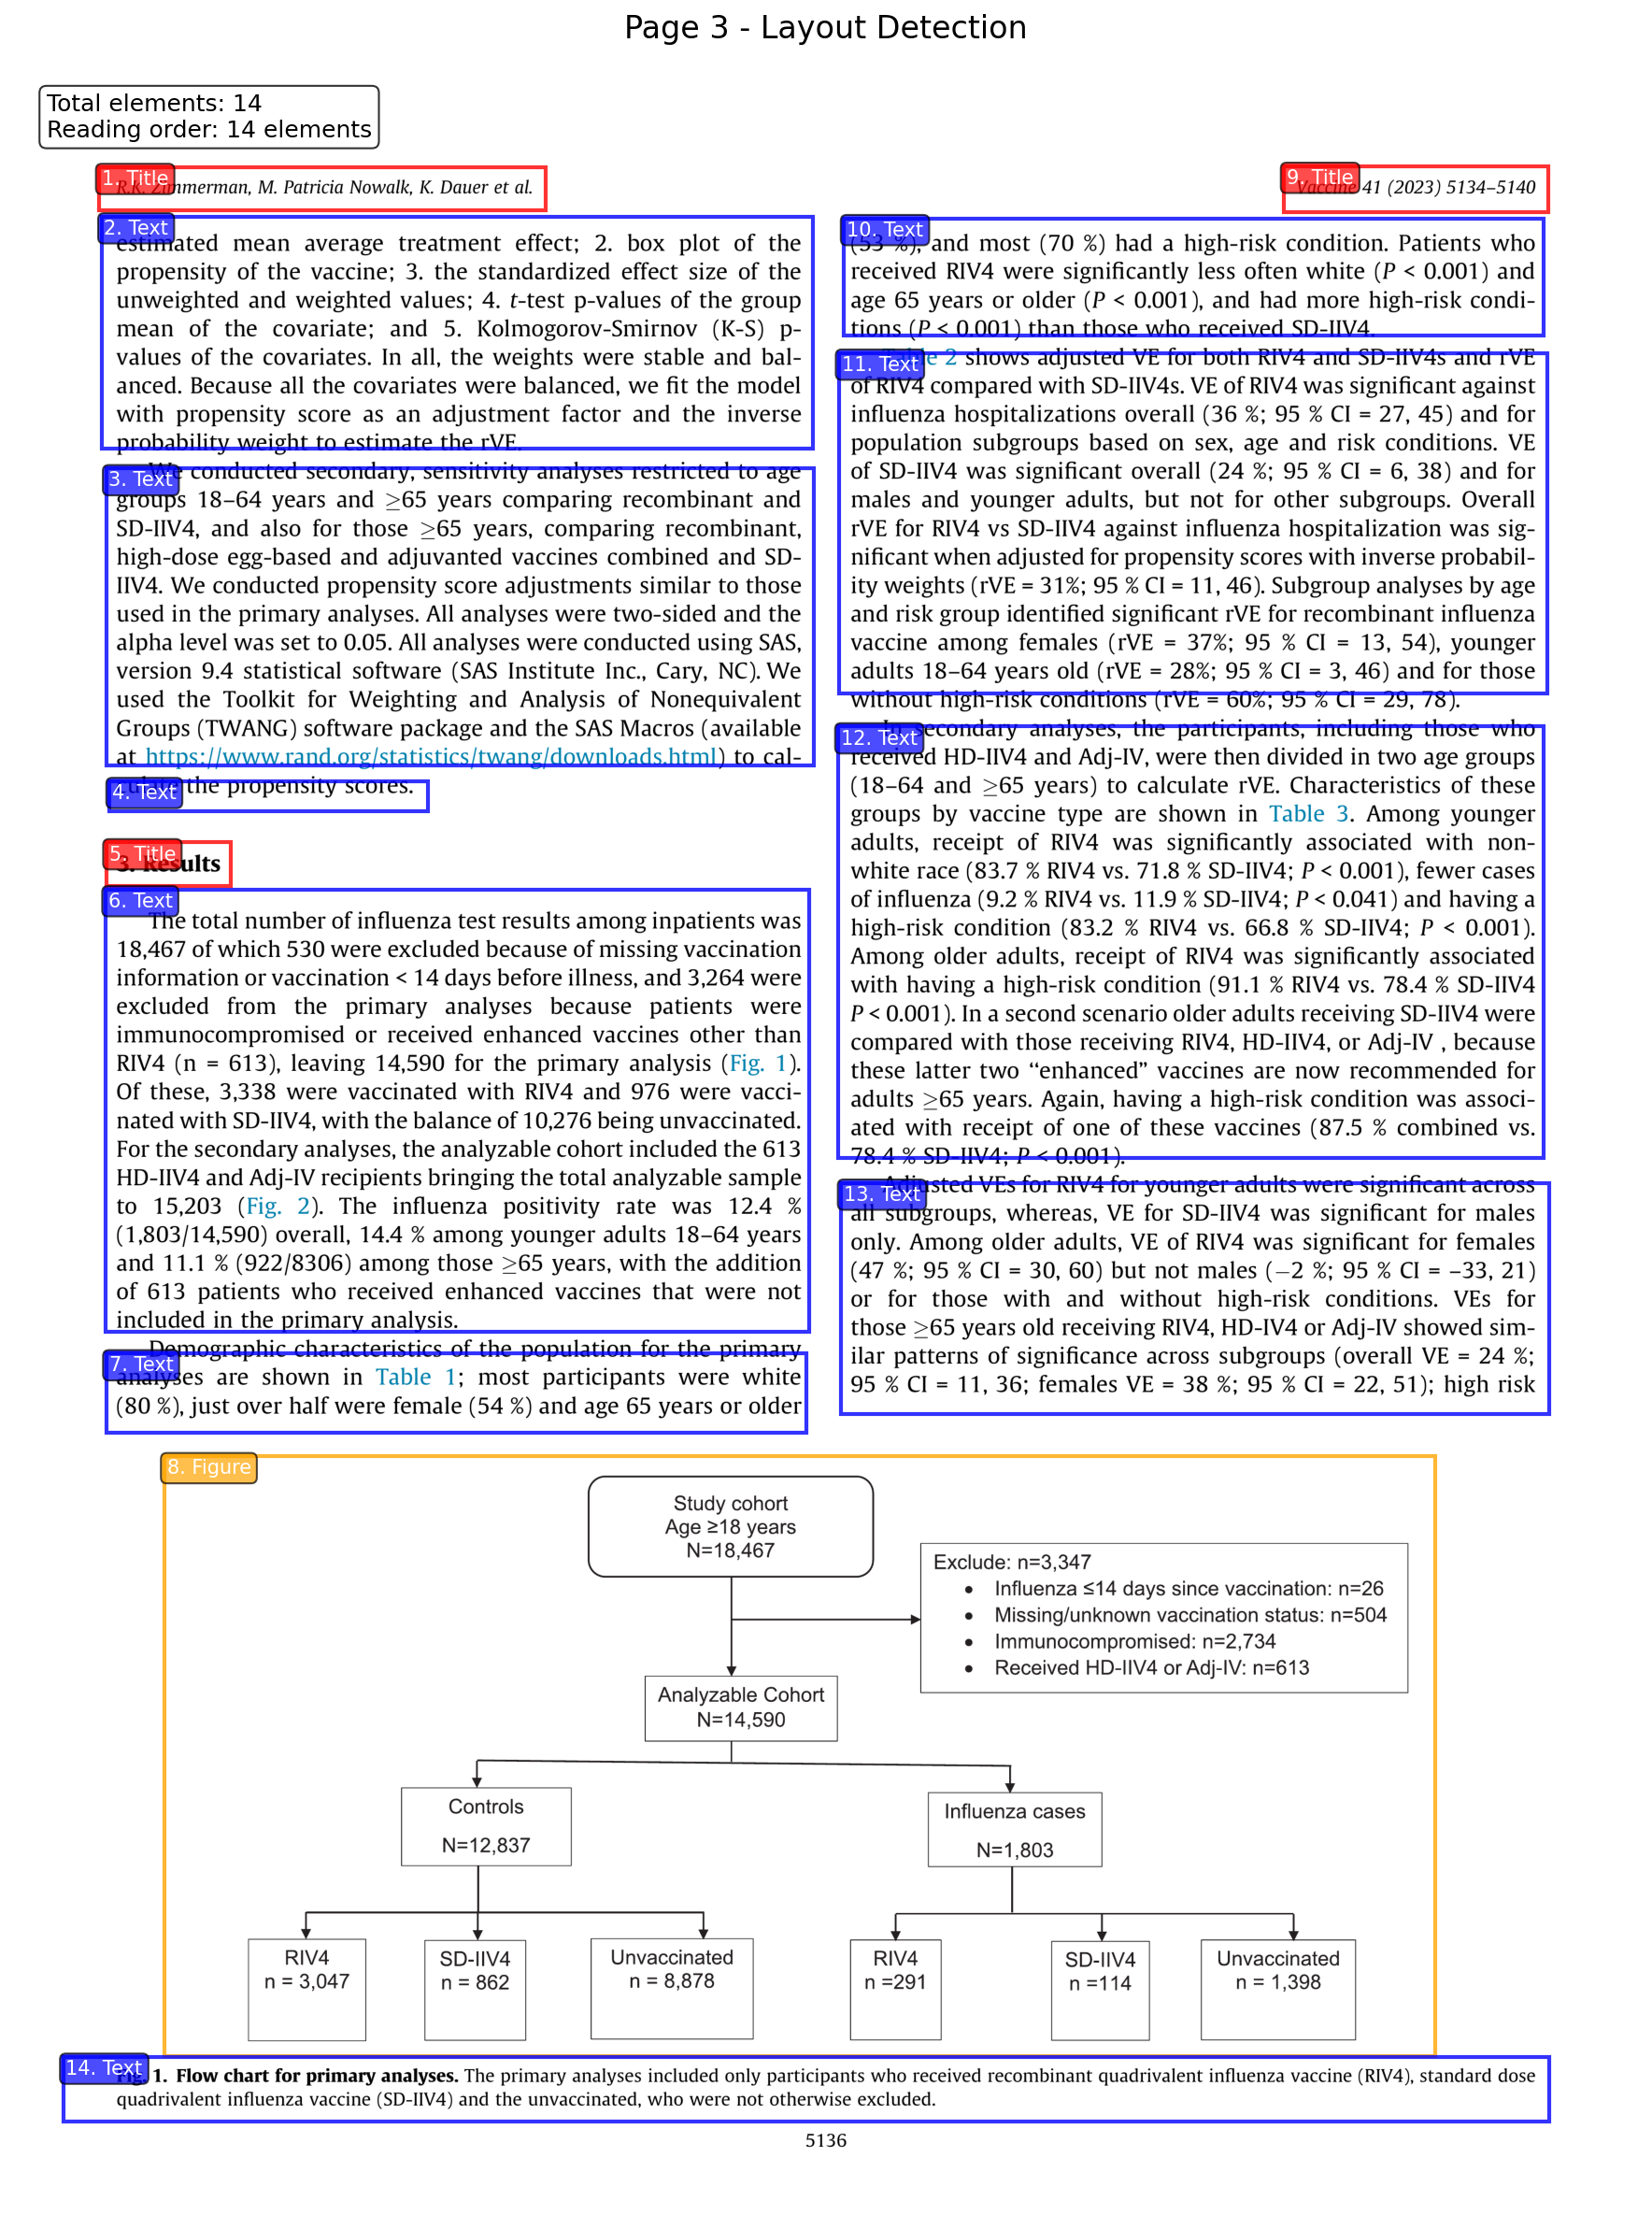 Page 3 - Layout Detection
Total elements: 14
Reading order: 14 elements
1. Title
R.K. Zimmerman, M. Patricia Nowalk, K. Dauer et al.
2. Text
estimated mean average treatment effect; 2. box plot of the
propensity of the vaccine; 3. the standardized effect size of the
unweighted and weighted values; 4. t-test p-values of the group
mean of the covariate; and 5. Kolmogorov-Smirnov (K-S) p-
values of the covariates. In all, the weights were stable and bal-
anced. Because all the covariates were balanced, we fit the model
with propensity score as an adjustment factor and the inverse
probability weight to estimate the rVE.
3. Text
We conducted secondary, sensitivity analyses restricted to age
groups 18–64 years and ≥65 years comparing recombinant and
SD-IIV4, and also for those ≥65 years, comparing recombinant,
high-dose egg-based and adjuvanted vaccines combined and SD-
IIV4. We conducted propensity score adjustments similar to those
used in the primary analyses. All analyses were two-sided and the
alpha level was set to 0.05. All analyses were conducted using SAS,
version 9.4 statistical software (SAS Institute Inc., Cary, NC). We
used the Toolkit for Weighting and Analysis of Nonequivalent
Groups (TWANG) software package and the SAS Macros (available
at https://www.rand.org/statistics/twang/downloads.html) to cal-
4. Text
culate the propensity scores.
5. Title
3. Results
6. Text
The total number of influenza test results among inpatients was
18,467 of which 530 were excluded because of missing vaccination
information or vaccination < 14 days before illness, and 3,264 were
excluded from the primary analyses because patients were
immunocompromised or received enhanced vaccines other than
RIV4 (n = 613), leaving 14,590 for the primary analysis (Fig. 1).
Of these, 3,338 were vaccinated with RIV4 and 976 were vacci-
nated with SD-IIV4, with the balance of 10,276 being unvaccinated.
For the secondary analyses, the analyzable cohort included the 613
HD-IIV4 and Adj-IV recipients bringing the total analyzable sample
to 15,203 (Fig. 2). The influenza positivity rate was 12.4 %
(1,803/14,590) overall, 14.4 % among younger adults 18–64 years
and 11.1 % (922/8306) among those ≥65 years, with the addition
of 613 patients who received enhanced vaccines that were not
included in the primary analysis.
7. Text
Demographic characteristics of the population for the primary
analyses are shown in Table 1; most participants were white
(80 %), just over half were female (54 %) and age 65 years or older
9. Title
Vaccine 41 (2023) 5134–5140
10. Text
(53 %), and most (70 %) had a high-risk condition. Patients who
received RIV4 were significantly less often white (P < 0.001) and
age 65 years or older (P < 0.001), and had more high-risk condi-
tions (P < 0.001) than those who received SD-IIV4.
11. Text
Table 2 shows adjusted VE for both RIV4 and SD-IIV4s and rVE
of RIV4 compared with SD-IIV4s. VE of RIV4 was significant against
influenza hospitalizations overall (36 %; 95 % CI = 27, 45) and for
population subgroups based on sex, age and risk conditions. VE
of SD-IIV4 was significant overall (24 %; 95 % CI = 6, 38) and for
males and younger adults, but not for other subgroups. Overall
rVE for RIV4 vs SD-IIV4 against influenza hospitalization was sig-
nificant when adjusted for propensity scores with inverse probabil-
ity weights (rVE = 31%; 95 % CI = 11, 46). Subgroup analyses by age
and risk group identified significant rVE for recombinant influenza
vaccine among females (rVE = 37%; 95 % CI = 13, 54), younger
adults 18–64 years old (rVE = 28%; 95 % CI = 3, 46) and for those
without high-risk conditions (rVE = 60%; 95 % CI = 29, 78).
12. Text
In secondary analyses, the participants, including those who
received HD-IIV4 and Adj-IV, were then divided in two age groups
(18–64 and ≥65 years) to calculate rVE. Characteristics of these
groups by vaccine type are shown in Table 3. Among younger
adults, receipt of RIV4 was significantly associated with non-
white race (83.7 % RIV4 vs. 71.8 % SD-IIV4; P < 0.001), fewer cases
of influenza (9.2 % RIV4 vs. 11.9 % SD-IIV4; P < 0.041) and having a
high-risk condition (83.2 % RIV4 vs. 66.8 % SD-IIV4; P < 0.001).
Among older adults, receipt of RIV4 was significantly associated
with having a high-risk condition (91.1 % RIV4 vs. 78.4 % SD-IIV4
P < 0.001). In a second scenario older adults receiving SD-IIV4 were
compared with those receiving RIV4, HD-IIV4, or Adj-IV , because
these latter two “enhanced” vaccines are now recommended for
adults ≥65 years. Again, having a high-risk condition was associ-
ated with receipt of one of these vaccines (87.5 % combined vs.
78.4 % SD-IIV4; P < 0.001).
13. Text
Adjusted VEs for RIV4 for younger adults were significant across
all subgroups, whereas, VE for SD-IIV4 was significant for males
only. Among older adults, VE of RIV4 was significant for females
(47 %; 95 % CI = 30, 60) but not males (−2 %; 95 % CI = –33, 21)
or for those with and without high-risk conditions. VEs for
those ≥65 years old receiving RIV4, HD-IV4 or Adj-IV showed sim-
ilar patterns of significance across subgroups (overall VE = 24 %;
95 % CI = 11, 36; females VE = 38 %; 95 % CI = 22, 51); high risk
8. Figure
Study cohort
Age ≥18 years
N=18,467
Exclude: n=3,347
• Influenza ≤14 days since vaccination: n=26
• Missing/unknown vaccination status: n=504
• Immunocompromised: n=2,734
• Received HD-IIV4 or Adj-IV: n=613
Analyzable Cohort
N=14,590
Controls
N=12,837
Influenza cases
N=1,803
RIV4
n = 3,047
SD-IIV4
n = 862
Unvaccinated
n = 8,878
RIV4
n =291
SD-IIV4
n =114
Unvaccinated
n = 1,398
14. Text
Fig. 1. Flow chart for primary analyses. The primary analyses included only participants who received recombinant quadrivalent influenza vaccine (RIV4), standard dose
quadrivalent influenza vaccine (SD-IIV4) and the unvaccinated, who were not otherwise excluded.
5136